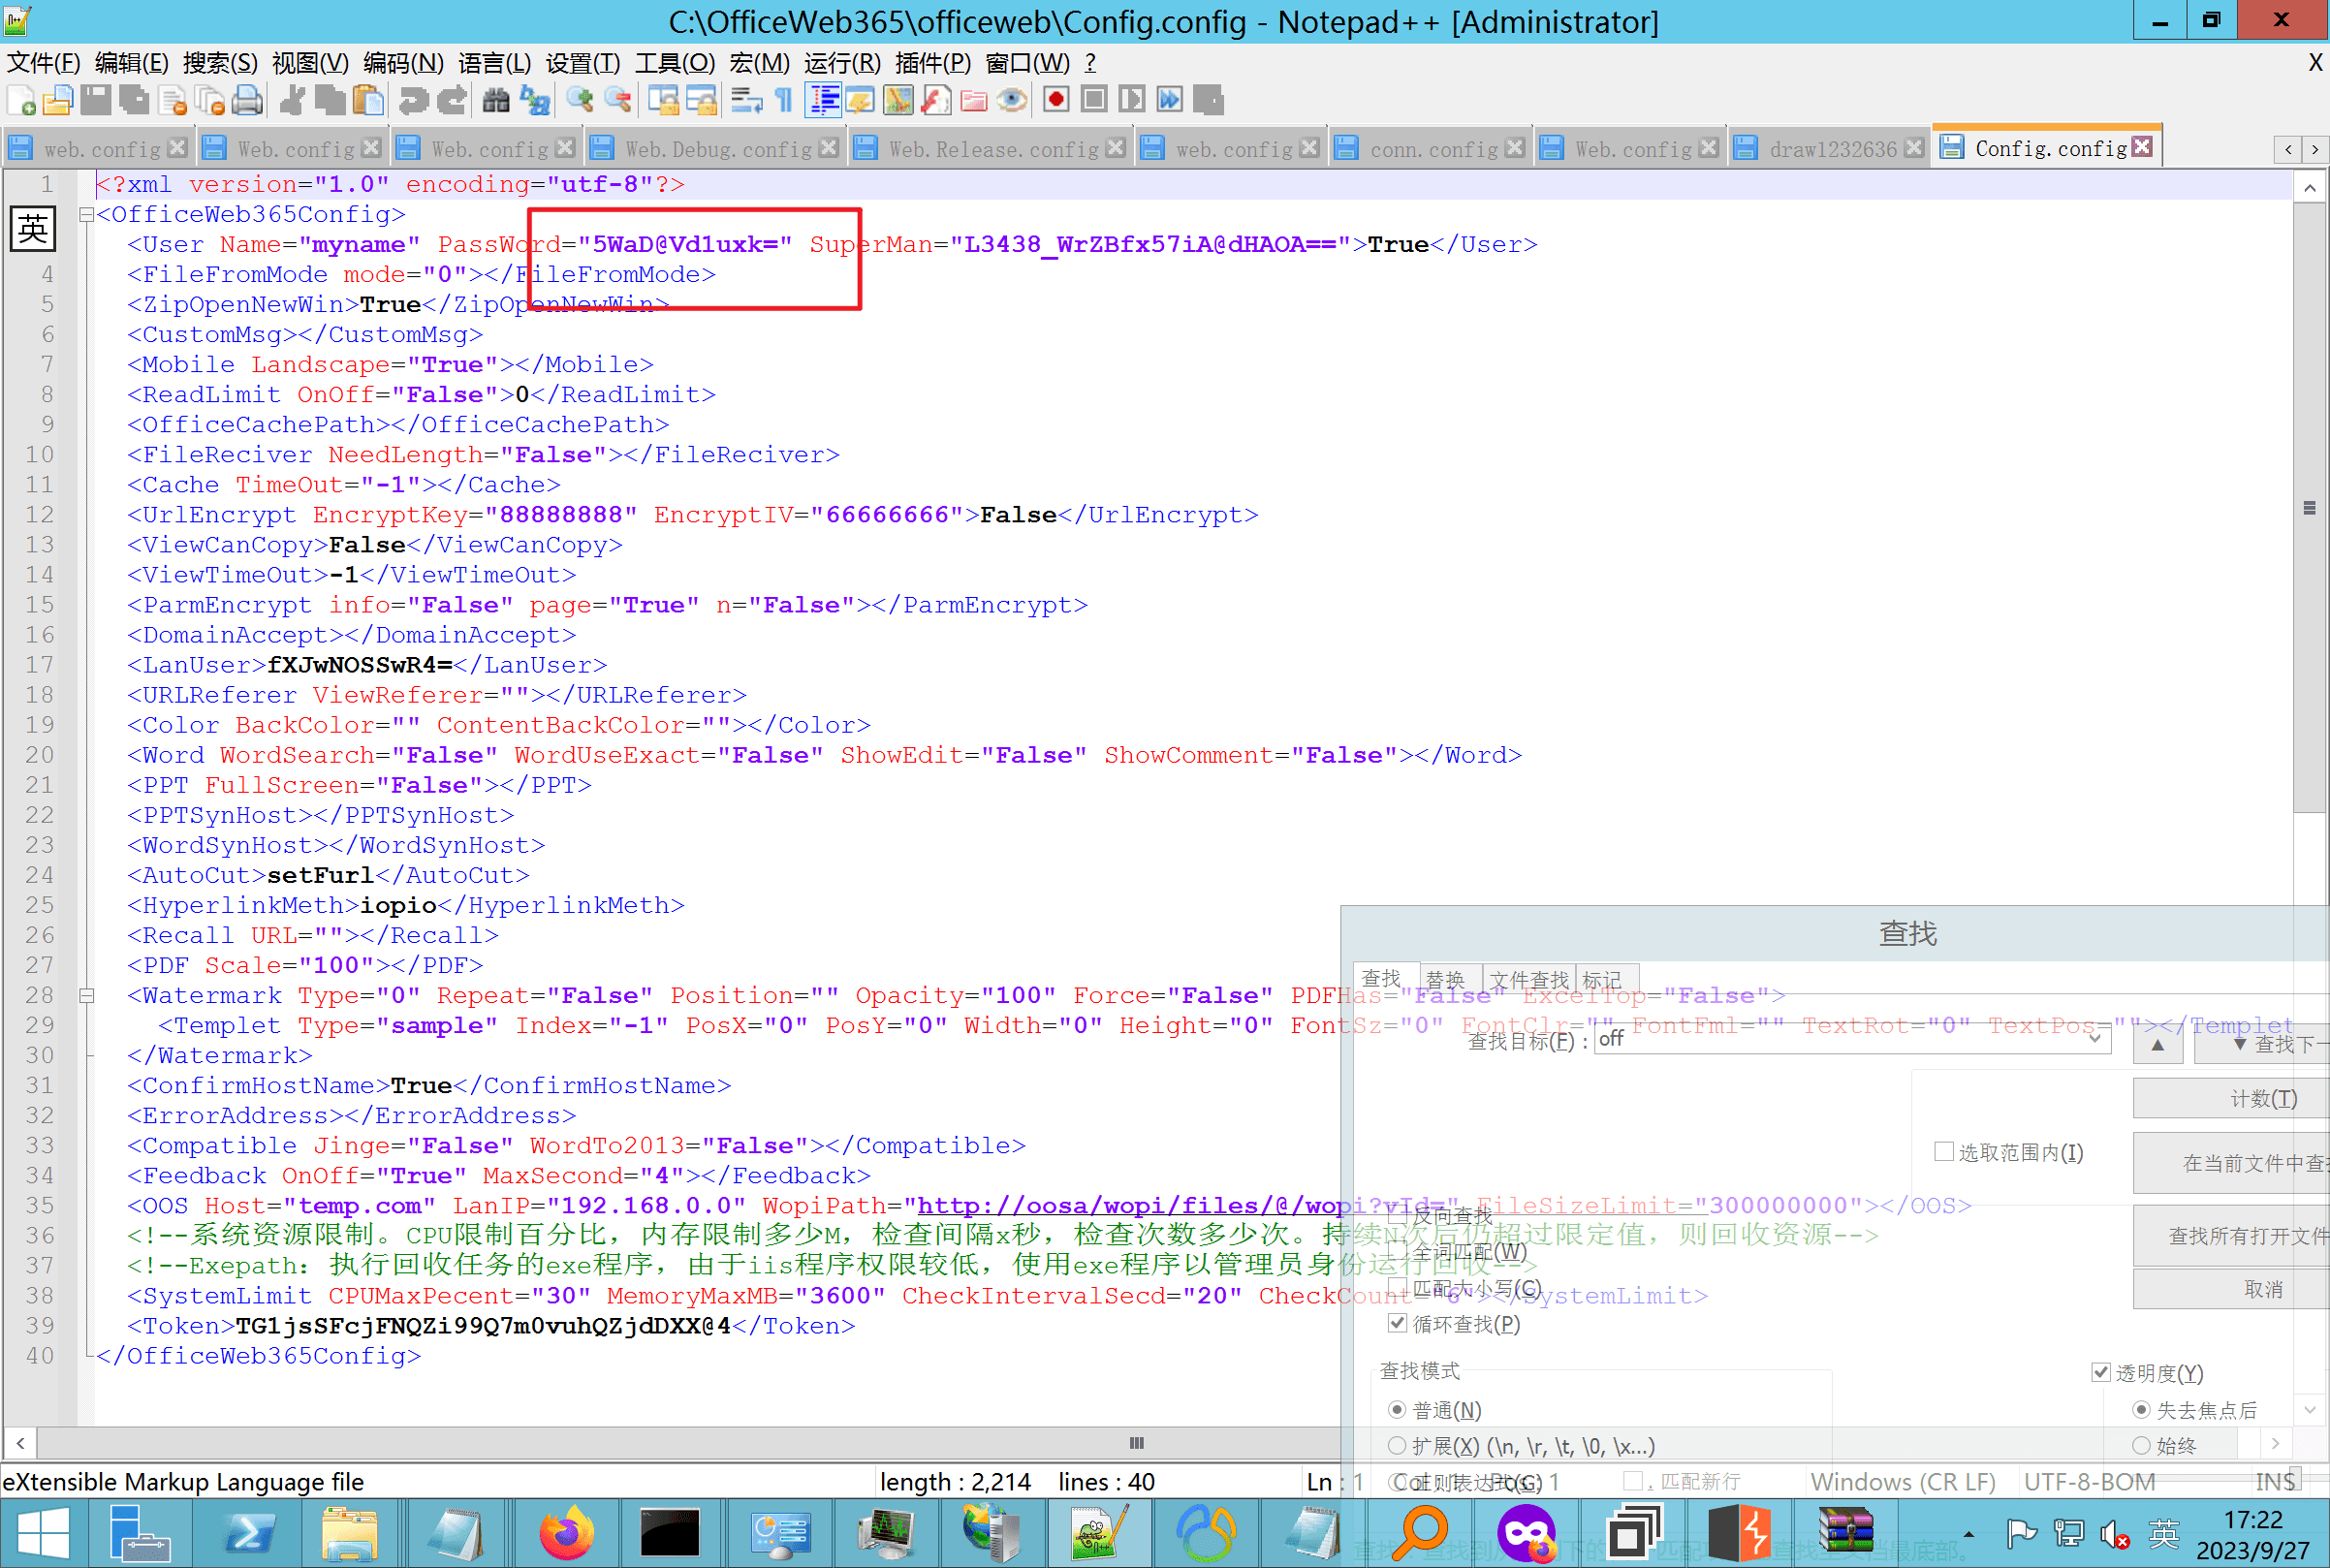 C:\OfficeWeb365\officeweb\Config.config - Notepad++ [Administrator]
文件(F) 编辑(E) 搜索(S) 视图(V) 编码(N) 语言(L) 设置(T) 工具(O) 宏(M) 运行(R) 插件(P) 窗口(W) ? X
web.config Web.config Web.config Web.Debug.config Web.Release.config web.config conn.config Web.config draw1232636 Config.config
1 <?xml version="1.0" encoding="utf-8"?>
<OfficeWeb365Config>
英 <User Name="myname" PassWord="5WaD@Vd1uxk=" SuperMan="L3438_WrZBfx57iA@dHAOA==">True</User>
4 <FileFromMode mode="0"></FileFromMode>
5 <ZipOpenNewWin>True</ZipOpenNewWin>
6 <CustomMsg></CustomMsg>
7 <Mobile Landscape="True"></Mobile>
8 <ReadLimit OnOff="False">0</ReadLimit>
9 <OfficeCachePath></OfficeCachePath>
10 <FileReciver NeedLength="False"></FileReciver>
11 <Cache TimeOut="-1"></Cache>
12 <UrlEncrypt EncryptKey="88888888" EncryptIV="66666666">False</UrlEncrypt>
13 <ViewCanCopy>False</ViewCanCopy>
14 <ViewTimeOut>-1</ViewTimeOut>
15 <ParmEncrypt info="False" page="True" n="False"></ParmEncrypt>
16 <DomainAccept></DomainAccept>
17 <LanUser>fXJwNOSSwR4=</LanUser>
18 <URLReferer ViewReferer=""></URLReferer>
19 <Color BackColor="" ContentBackColor=""></Color>
20 <Word WordSearch="False" WordUseExact="False" ShowEdit="False" ShowComment="False"></Word>
21 <PPT FullScreen="False"></PPT>
22 <PPTSynHost></PPTSynHost>
23 <WordSynHost></WordSynHost>
24 <AutoCut>setFurl</AutoCut>
25 <HyperlinkMeth>iopio</HyperlinkMeth>
26 <Recall URL=""></Recall>
27 <PDF Scale="100"></PDF>
28 <Watermark Type="0" Repeat="False" Position="" Opacity="100" Force="False" PDFHas="False" ExcelTop="False">
29 <Templet Type="sample" Index="-1" PosX="0" PosY="0" Width="0" Height="0" FontSz="0" FontClr="" FontFml="" TextRot="0" TextPos=""></Templet
30 </Watermark>
31 <ConfirmHostName>True</ConfirmHostName>
32 <ErrorAddress></ErrorAddress>
33 <Compatible Jinge="False" WordTo2013="False"></Compatible>
34 <Feedback OnOff="True" MaxSecond="4"></Feedback>
35 <OOS Host="temp.com" LanIP="192.168.0.0" WopiPath="http://oosa/wopi/files/@/wopi?vId=" FileSizeLimit="300000000"></OOS>
36 <!--系统资源限制。CPU限制百分比，内存限制多少M，检查间隔x秒，检查次数多少次。持续N次后仍超过限定值，则回收资源-->
37 <!--Exepath：执行回收任务的exe程序，由于iis程序权限较低，使用exe程序以管理员身份运行回收-->
38 <SystemLimit CPUMaxPecent="30" MemoryMaxMB="3600" CheckIntervalSecd="20" CheckCount="6"></SystemLimit>
39 <Token>TG1jsSFcjFNQZi99Q7m0vuhQZjdDXX@4</Token>
40 </OfficeWeb365Config>
查找
查找 替换 文件查找 标记
查找目标(F) : off
▲ ▼ 查找下一
计数(T)
选取范围内(I)
在当前文件中查找
反向查找
查找所有打开文件
全词匹配(W)
匹配大小写(C)
取消
循环查找(P)
查找模式
透明度(Y)
普通(N)
失去焦点后
扩展(X) (\n, \r, \t, \0, \x...)
始终
正则表达式(G)
. 匹配新行
eXtensible Markup Language file length : 2,214 lines : 40 Ln : 1 Col : 1 Pos : 1 Windows (CR LF) UTF-8-BOM INS
英
17:22
2023/9/27